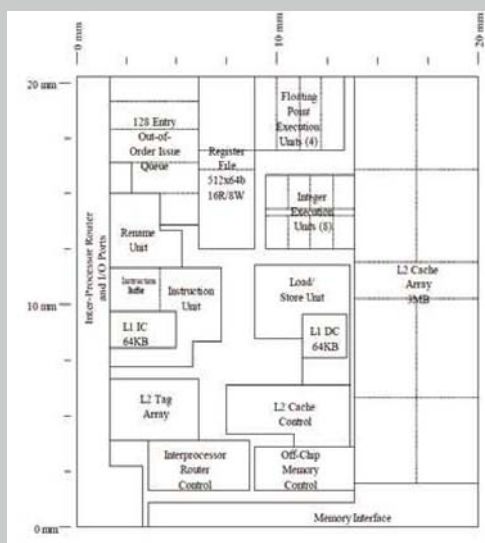 0 mm
10 mm
20 mm
20 mm
10 mm
0 mm
Inter-Processor Router
and I/O Ports
128 Entry
Out-of-
Order Issue
Queue
Register
File
512x64b
16R/8W
Floating
Point
Execution
Units (4)
Integer
Execution
Units (8)
Rename
Unit
Instruction
Buffer
Instruction
Unit
L1 IC
64KB
Load/
Store Unit
L1 DC
64KB
L2 Cache
Array
3MB
L2 Tag
Array
L2 Cache
Control
Interprocessor
Router
Control
Off-Chip
Memory
Control
Memory Interface